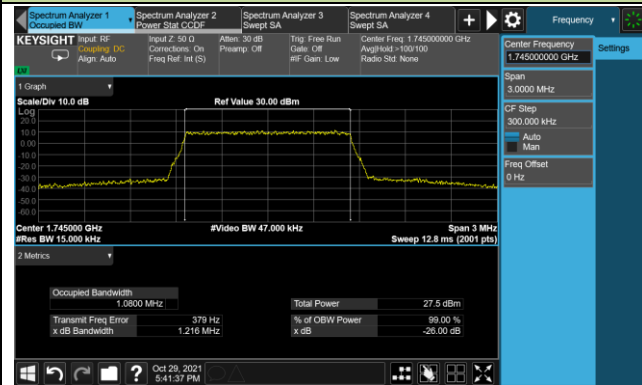 Spectrum Analyzer 1
Occupied BW
Spectrum Analyzer 2
Power Stat CCDF
Spectrum Analyzer 3
Swept SA
Spectrum Analyzer 4
Swept SA
+
Frequency
KEYSIGHT
Input: RF
Coupling: DC
Align: Auto
Input Z: 50 Ω
Corrections: On
Freq Ref: Int (S)
Atten: 30 dB
Preamp: Off
Trig: Free Run
Gate: Off
#IF Gain: Low
Center Freq: 1.745000000 GHz
Avg|Hold:>100/100
Radio Std: None
Center Frequency
1.745000000 GHz
Settings
Span
3.0000 MHz
CF Step
300.000 kHz
Auto
Man
Freq Offset
0 Hz
1 Graph
Scale/Div 10.0 dB
Ref Value 30.00 dBm
Log
20.0
10.0
0.00
-10.0
-20.0
-30.0
-40.0
-50.0
-60.0
Center 1.745000 GHz
#Video BW 47.000 kHz
Span 3 MHz
#Res BW 15.000 kHz
Sweep 12.8 ms (2001 pts)
2 Metrics
Occupied Bandwidth
1.0800 MHz
Total Power
27.5 dBm
Transmit Freq Error
379 Hz
% of OBW Power
99.00 %
x dB Bandwidth
1.216 MHz
x dB
-26.00 dB
?
Oct 29, 2021
5:41:37 PM